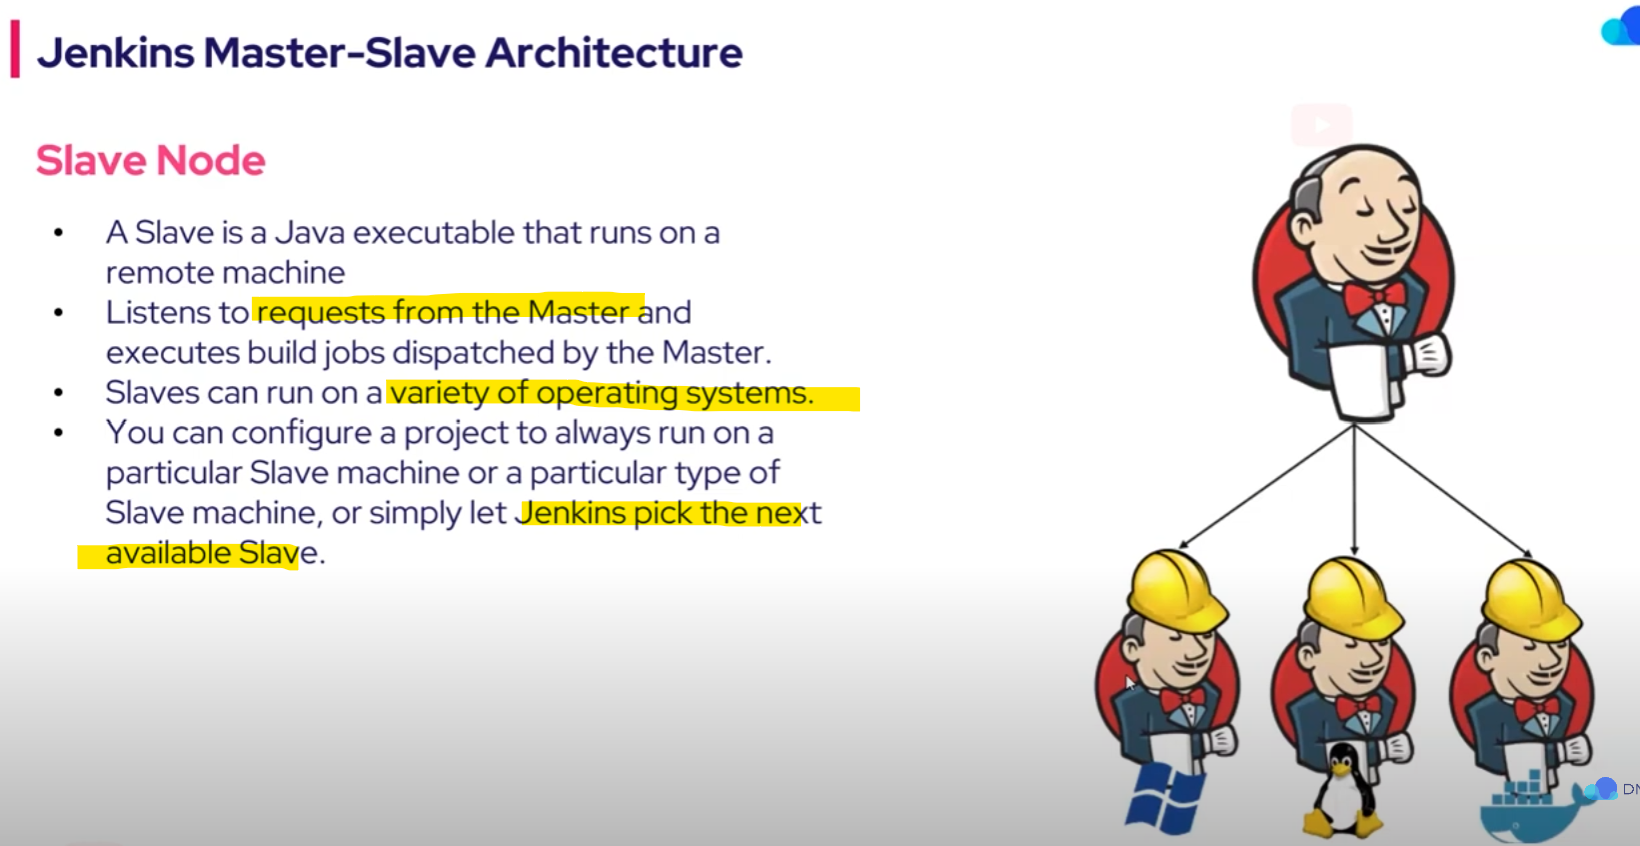 Jenkins Master-Slave Architecture
Slave Node
• A Slave is a Java executable that runs on a
remote machine
• Listens to requests from the Master and
executes build jobs dispatched by the Master.
• Slaves can run on a variety of operating systems.
• You can configure a project to always run on a
particular Slave machine or a particular type of
Slave machine, or simply let Jenkins pick the next
available Slave.